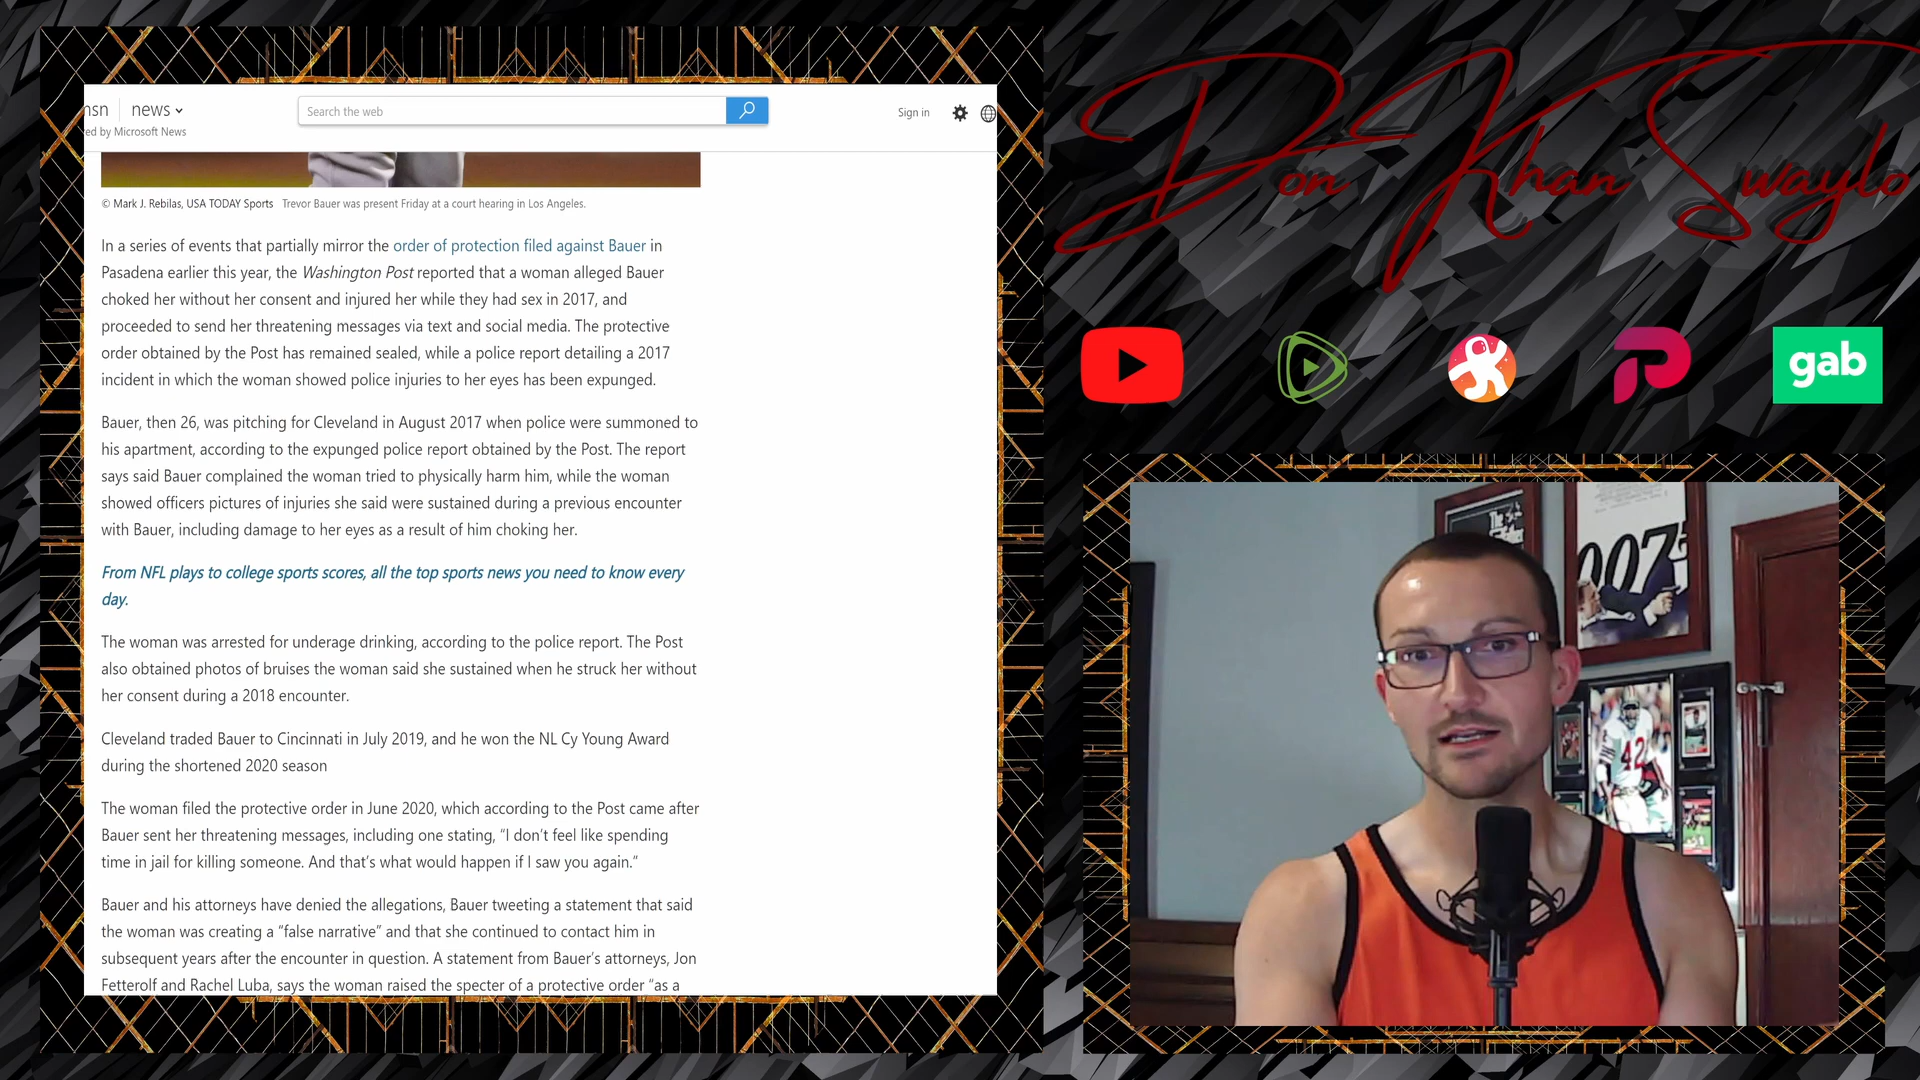 msn news
ed by Microsoft News
Search the web
Sign in
© Mark J. Rebilas, USA TODAY Sports Trevor Bauer was present Friday at a court hearing in Los Angeles.
In a series of events that partially mirror the order of protection filed against Bauer in
Pasadena earlier this year, the Washington Post reported that a woman alleged Bauer
choked her without her consent and injured her while they had sex in 2017, and
proceeded to send her threatening messages via text and social media. The protective
order obtained by the Post has remained sealed, while a police report detailing a 2017
incident in which the woman showed police injuries to her eyes has been expunged.
Bauer, then 26, was pitching for Cleveland in August 2017 when police were summoned to
his apartment, according to the expunged police report obtained by the Post. The report
says said Bauer complained the woman tried to physically harm him, while the woman
showed officers pictures of injuries she said were sustained during a previous encounter
with Bauer, including damage to her eyes as a result of him choking her.
From NFL plays to college sports scores, all the top sports news you need to know every
day.
The woman was arrested for underage drinking, according to the police report. The Post
also obtained photos of bruises the woman said she sustained when he struck her without
her consent during a 2018 encounter.
Cleveland traded Bauer to Cincinnati in July 2019, and he won the NL Cy Young Award
during the shortened 2020 season
The woman filed the protective order in June 2020, which according to the Post came after
Bauer sent her threatening messages, including one stating, “I don’t feel like spending
time in jail for killing someone. And that’s what would happen if I saw you again.”
Bauer and his attorneys have denied the allegations, Bauer tweeting a statement that said
the woman was creating a “false narrative” and that she continued to contact him in
subsequent years after the encounter in question. A statement from Bauer’s attorneys, Jon
Fetterolf and Rachel Luba, says the woman raised the specter of a protective order “as a
Don Khan Swaylo
gab
The
007
42